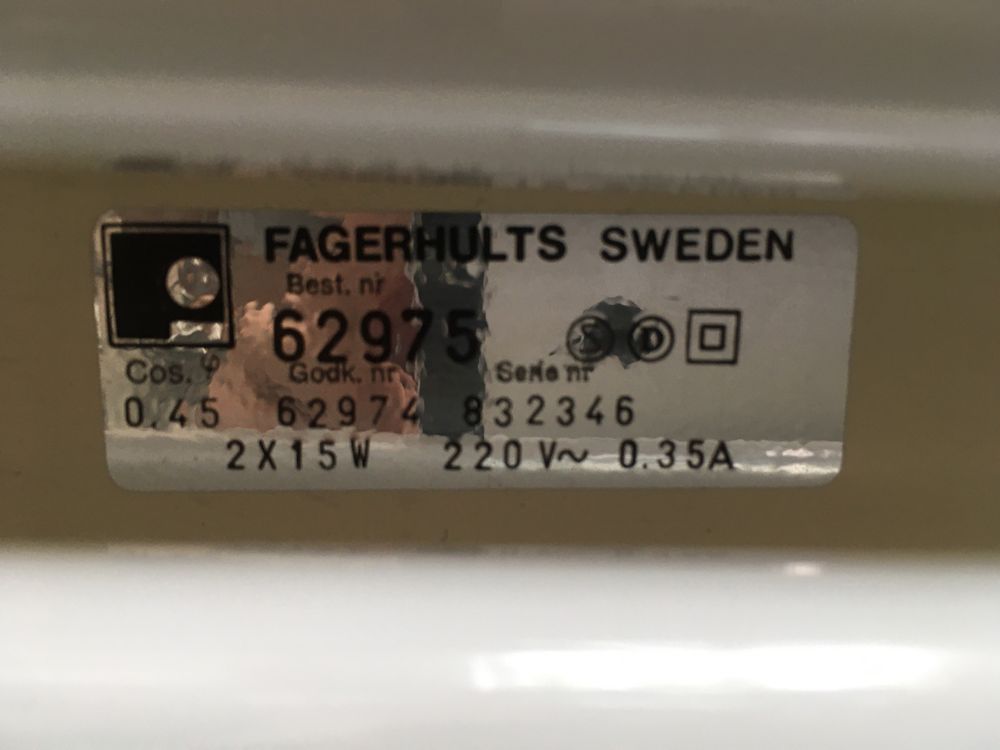 FAGERHULTS SWEDEN
Best. nr
62975 S D
Cos. φ Godk. nr Serie nr
0.45 62974 832346
2X15W 220V~ 0.35A